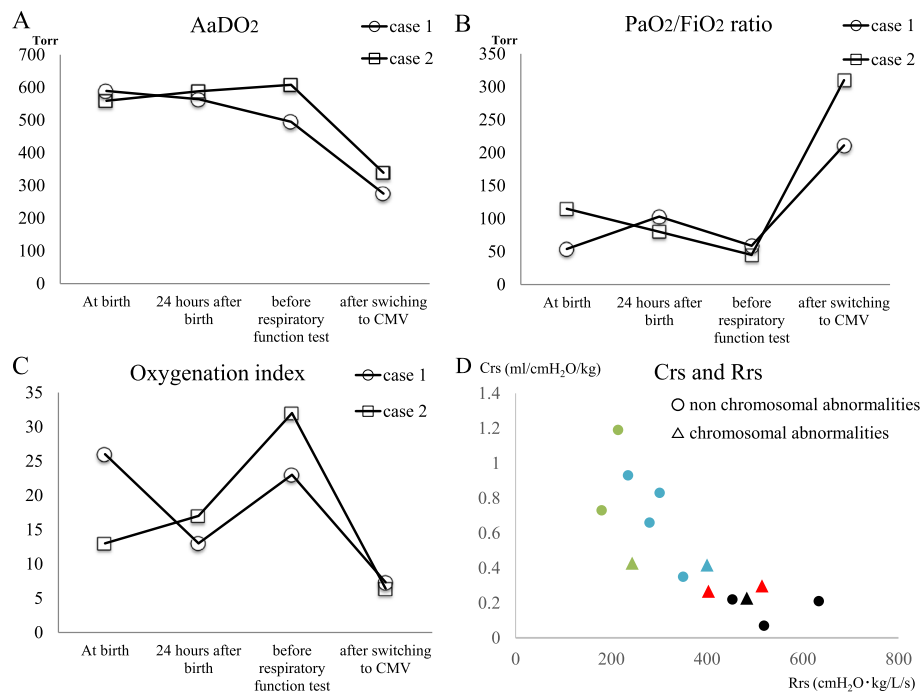 A
AaDO2
Torr
case 1
case 2
700
600
500
400
300
200
100
0
At birth
24 hours after
birth
before
respiratory
function test
after switching
to CMV
B
PaO2/FiO2 ratio
Torr
case 1
case 2
350
300
250
200
150
100
50
0
At birth
24 hours after
birth
before
respiratory
function test
after switching
to CMV
C
Oxygenation index
case 1
case 2
35
30
25
20
15
10
5
0
At birth
24 hours after
birth
before
respiratory
function test
after switching
to CMV
D
Crs (ml/cmH₂O/kg)
Crs and Rrs
non chromosomal abnormalities
chromosomal abnormalities
1.4
1.2
1
0.8
0.6
0.4
0.2
0
0
200
400
600
800
Rrs (cmH₂O･kg/L/s)